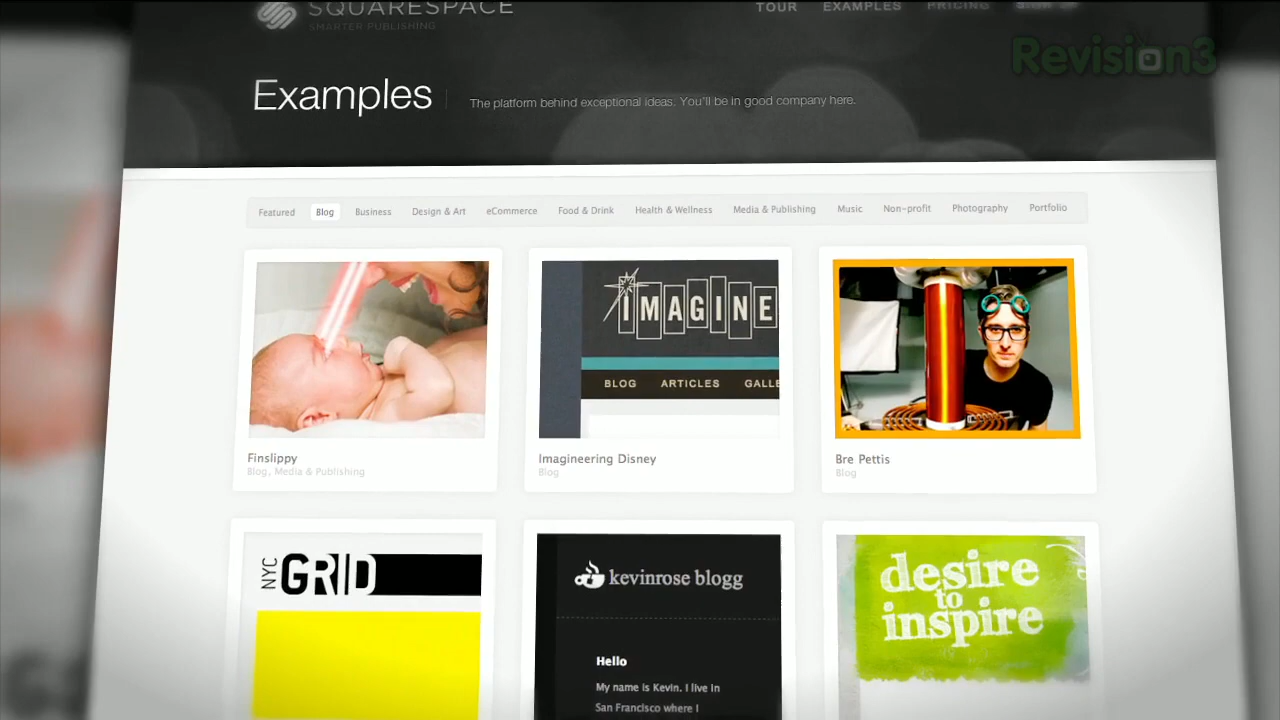 SQUARESPACE
SMARTER PUBLISHING
TOUR EXAMPLES PRICING SIGN UP
Revision3
Examples
The platform behind exceptional ideas. You'll be in good company here.
Featured Blog Business Design & Art eCommerce Food & Drink Health & Wellness Media & Publishing Music Non-profit Photography Portfolio
IMAGINE
BLOG ARTICLES GALLE
Finslippy
Blog, Media & Publishing
Imagineering Disney
Blog
Bre Pettis
Blog
NYC GRID
kevinrose blogg
Hello
My name is Kevin. I live in
San Francisco where I
desire
to
inspire